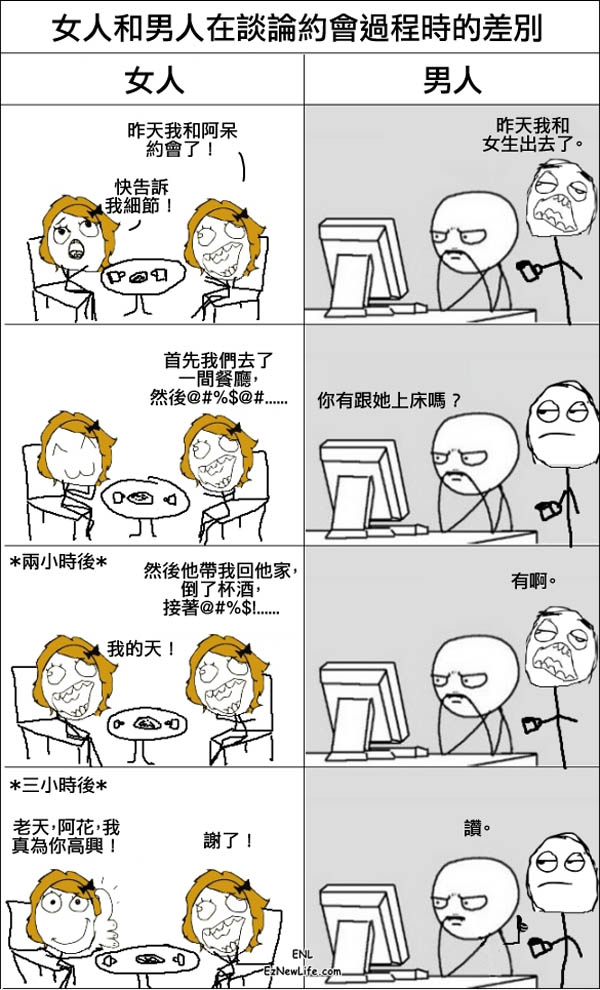 女人和男人在談論約會過程時的差別
女人
男人
昨天我和阿呆
約會了！
快告訴
我細節！
昨天我和
女生出去了。
首先我們去了
一間餐廳，
然後@#%$@#......
你有跟她上床嗎？
*兩小時後*
然後他帶我回他家，
倒了杯酒，
接著@#%$!......
我的天！
有啊。
*三小時後*
老天，阿花，我
真為你高興！
謝了！
讚。
ENL
EzNewLife.com